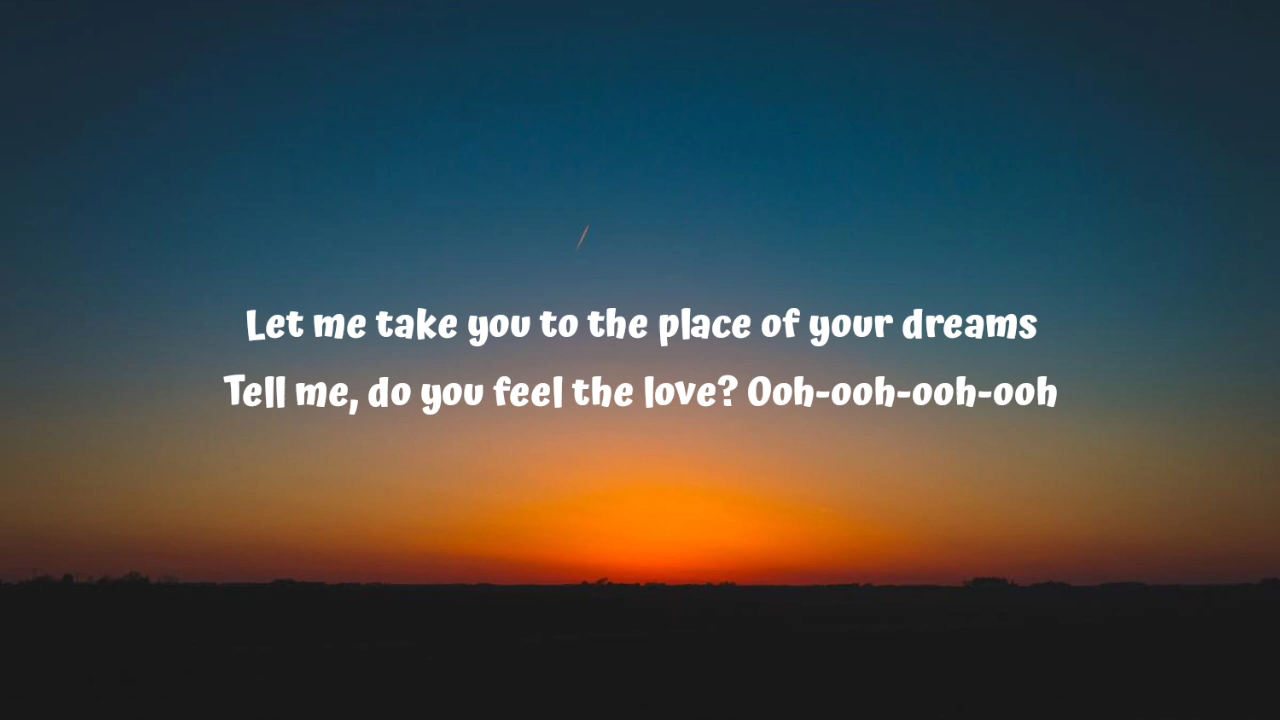 Let me take you to the place of your dreams
Tell me, do you feel the love? Ooh-ooh-ooh-ooh